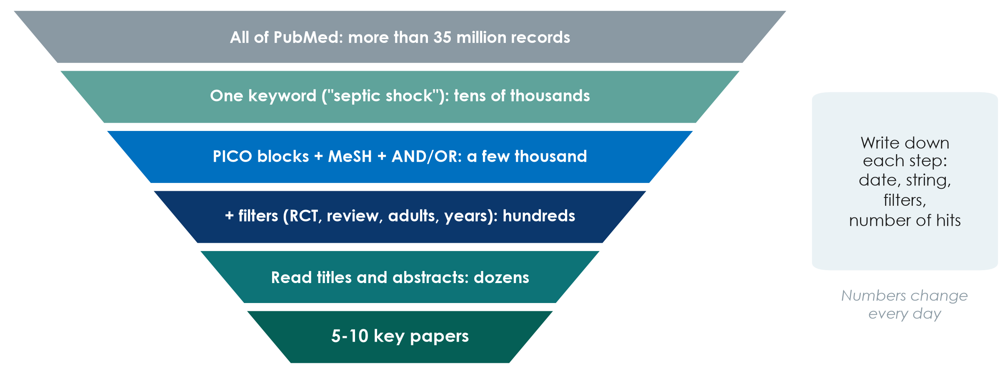 All of PubMed: more than 35 million records
One keyword ("septic shock"): tens of thousands
PICO blocks + MeSH + AND/OR: a few thousand
+ filters (RCT, review, adults, years): hundreds
Read titles and abstracts: dozens
5-10 key papers
Write down
each step:
date, string,
filters,
number of hits
Numbers change
every day